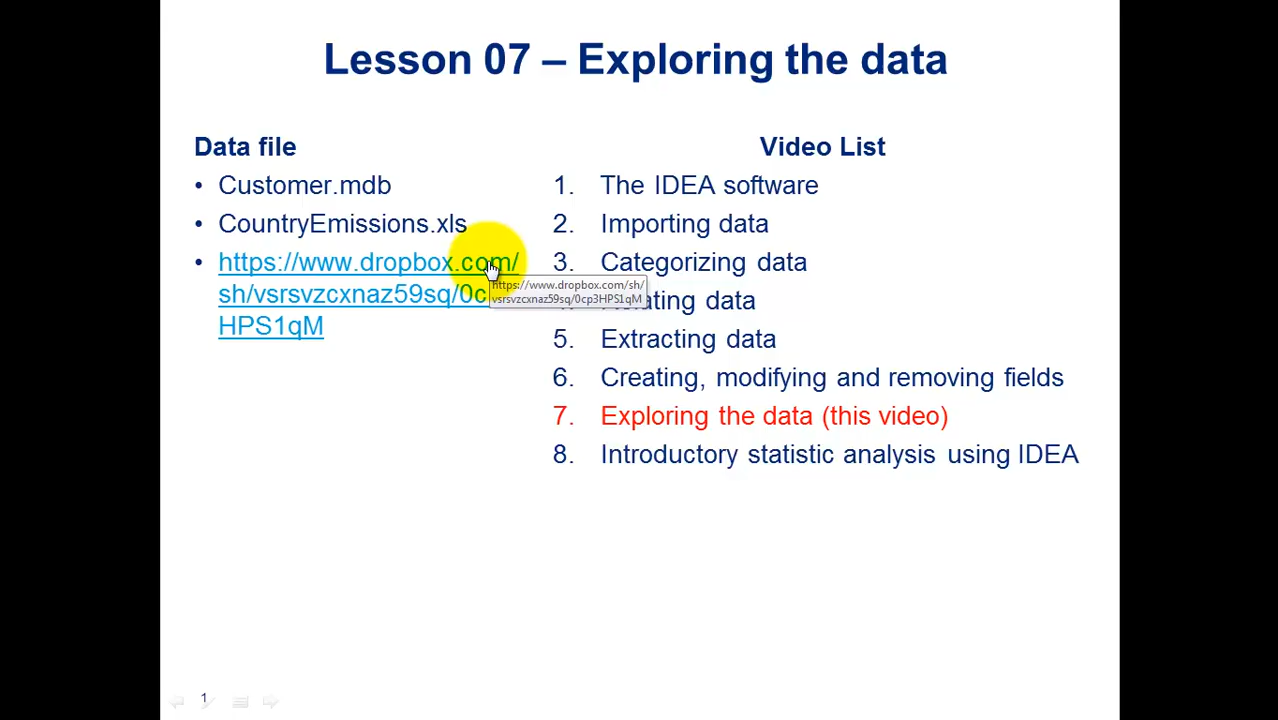 Lesson 07 – Exploring the data
Data file
• Customer.mdb
• CountryEmissions.xls
• https://www.dropbox.com/
sh/vsrsvzcxnaz59sq/0c
HPS1qM
https://www.dropbox.com/sh/
vsrsvzcxnaz59sq/0cp3HPS1qM
Video List
1. The IDEA software
2. Importing data
3. Categorizing data
ating data
5. Extracting data
6. Creating, modifying and removing fields
7. Exploring the data (this video)
8. Introductory statistic analysis using IDEA
1